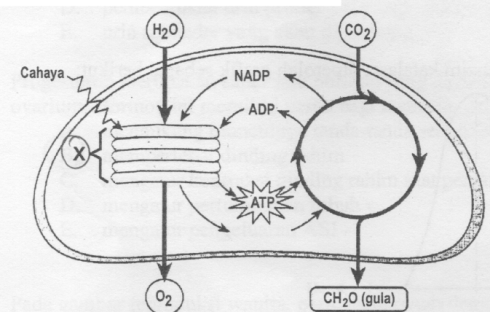 H₂O
CO₂
Cahaya
NADP
ADP
X
ATP
O₂
CH₂O (gula)